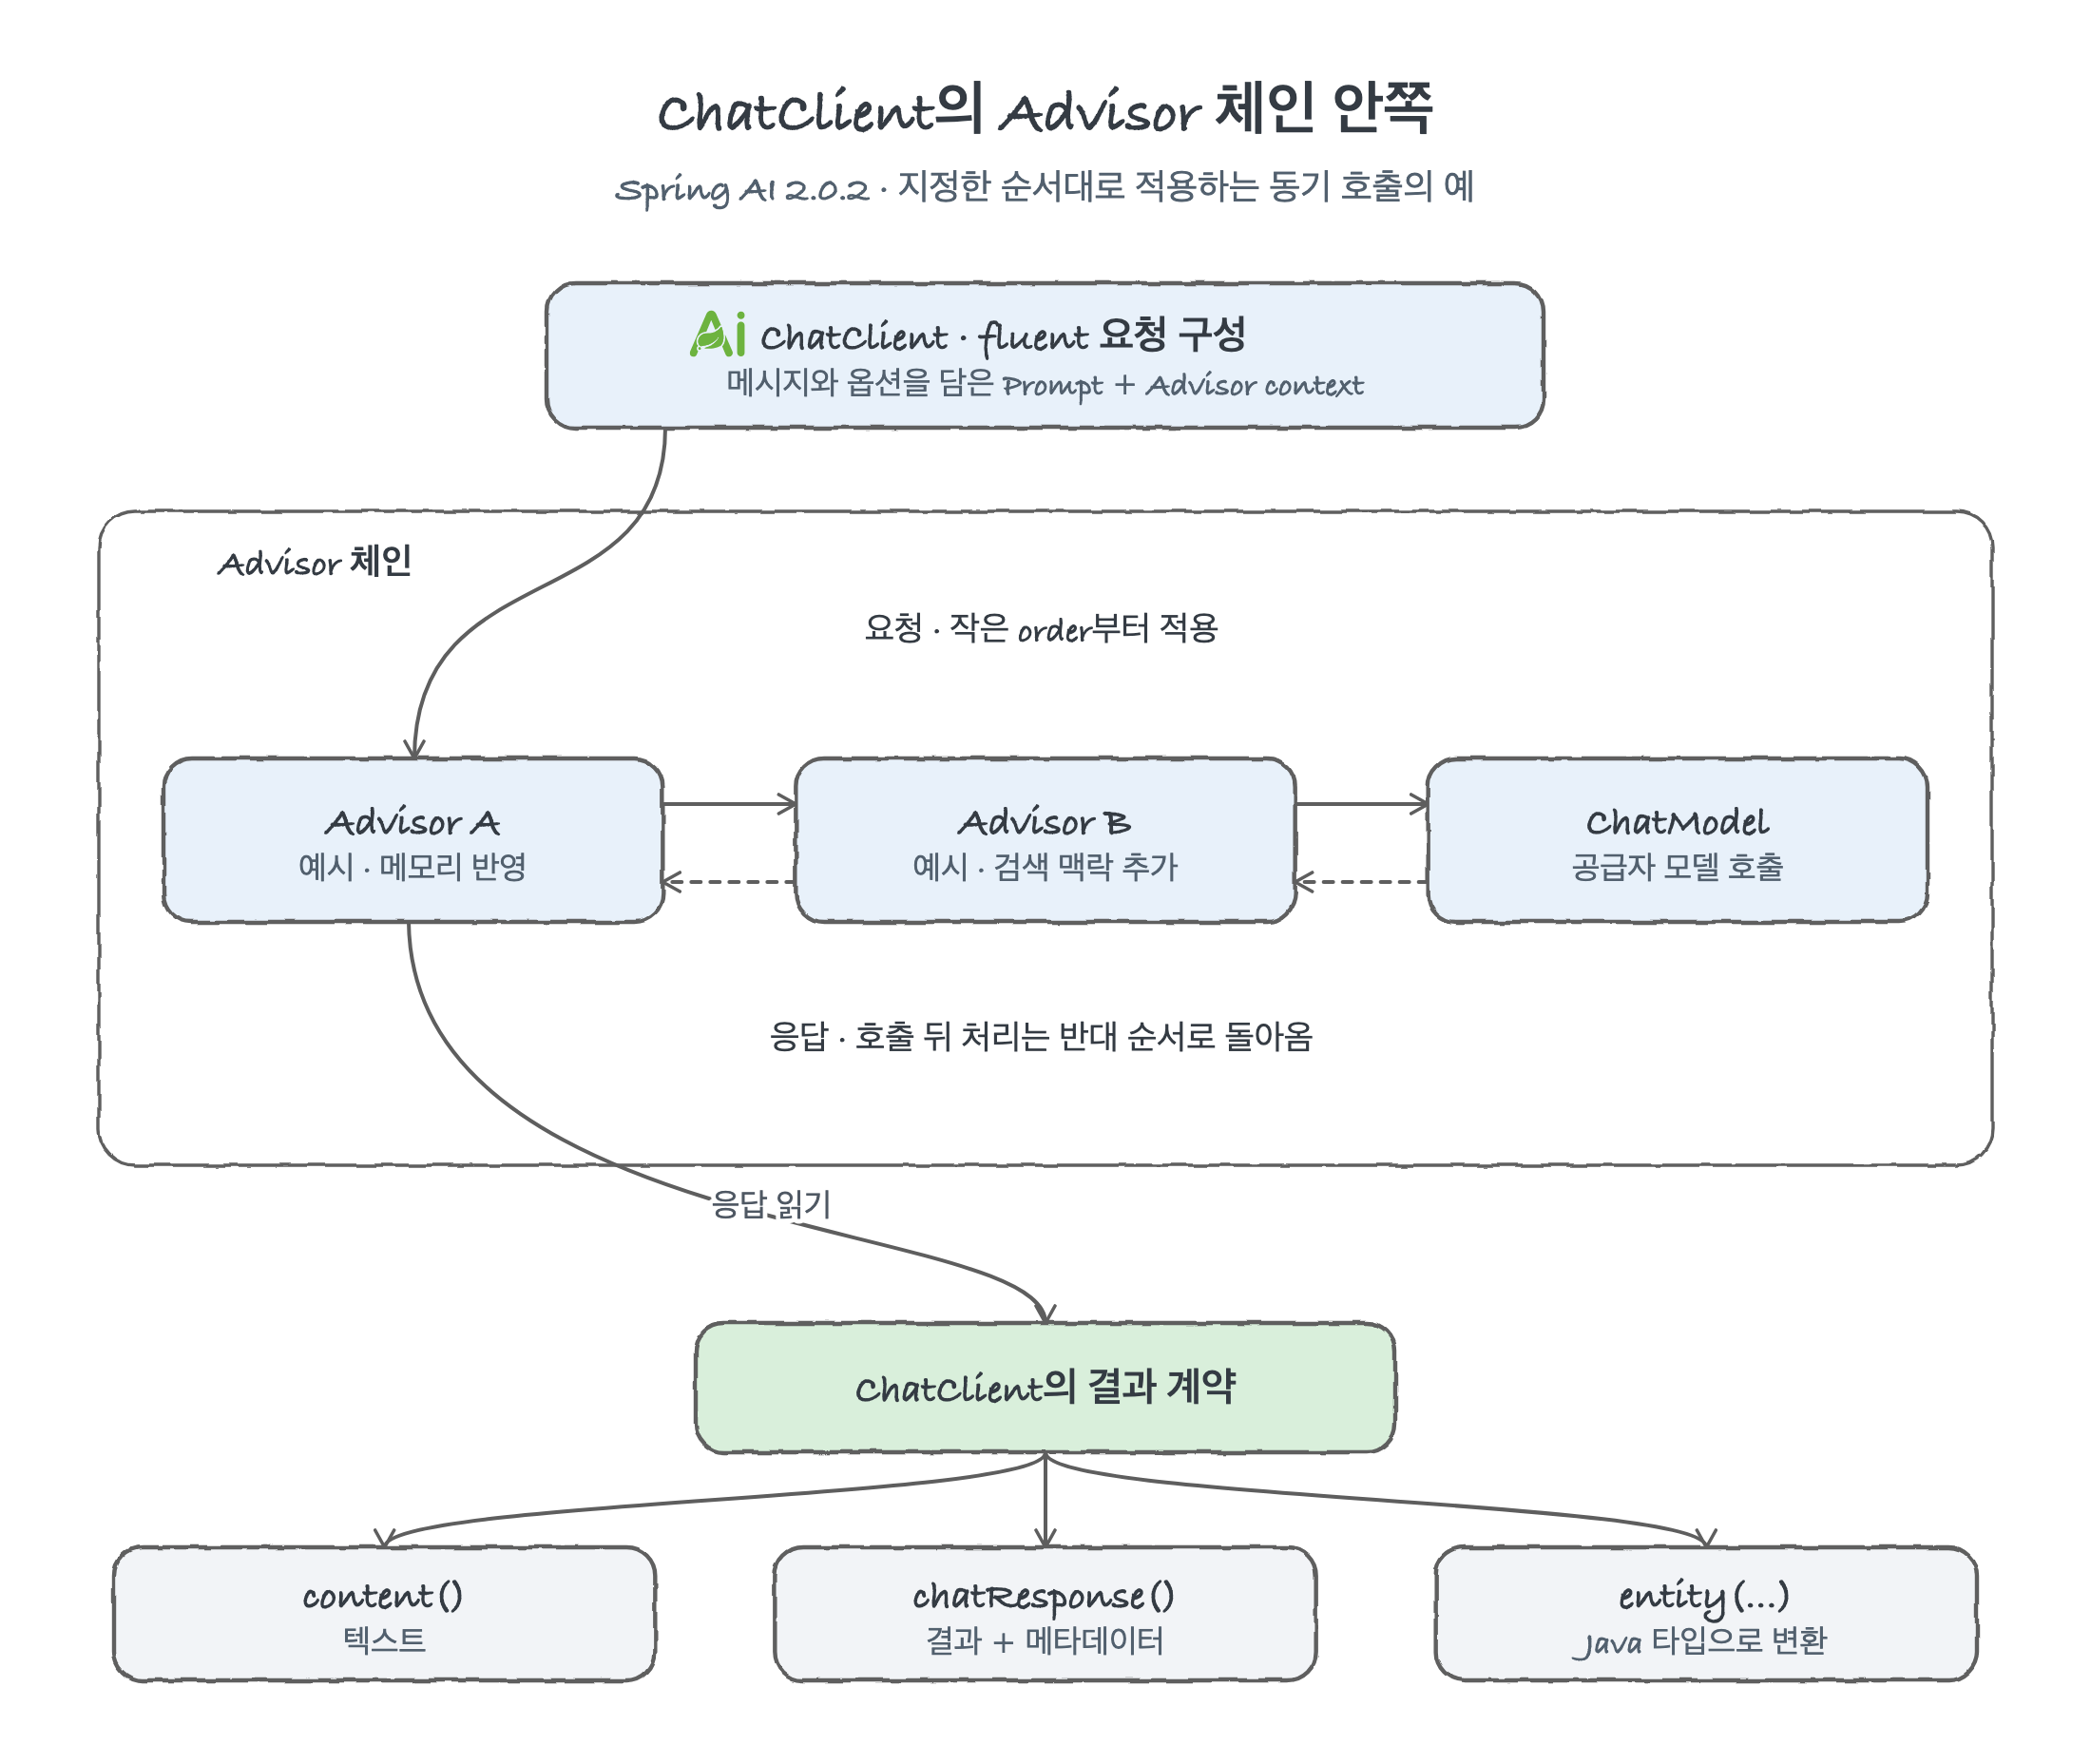 ChatClient의 Advisor 체인 안쪽
Spring AI 2.0.2 · 지정한 순서대로 적용하는 동기 호출의 예
Ai ChatClient · fluent 요청 구성
메시지와 옵션을 담은 Prompt + Advisor context
Advisor 체인
요청 · 작은 order부터 적용
Advisor A
예시 · 메모리 반영
Advisor B
예시 · 검색 맥락 추가
ChatModel
공급자 모델 호출
응답 · 호출 뒤 처리는 반대 순서로 돌아옴
응답 읽기
ChatClient의 결과 계약
content()
텍스트
chatResponse()
결과 + 메타데이터
entity(...)
Java 타입으로 변환